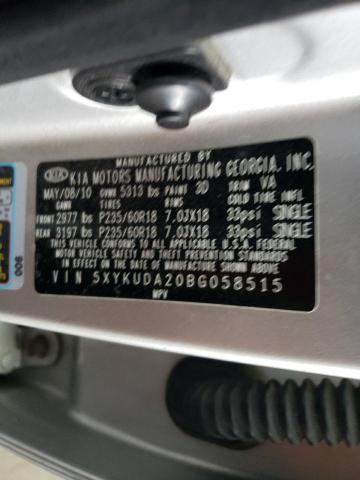 MANUFACTURED BY
KIA KIA MOTORS MANUFACTURING GEORGIA, INC.
MAY/08/10 GVWR 5313 lbs PAINT 3D TRIM VA
GAWR TIRES RIMS COLD TIRE INFL
FRONT 2977 lbs P235/60R18 7.0JX18 33psi SINGLE
REAR 3197 lbs P235/60R18 7.0JX18 33psi SINGLE
THIS VEHICLE CONFORMS TO ALL APPLICABLE U.S.A. FEDERAL
MOTOR VEHICLE SAFETY AND THEFT PREVENTION STANDARDS
IN EFFECT ON THE DATE OF MANUFACTURE SHOWN ABOVE.
VIN 5XYKUDA20BG058515
MPV
006